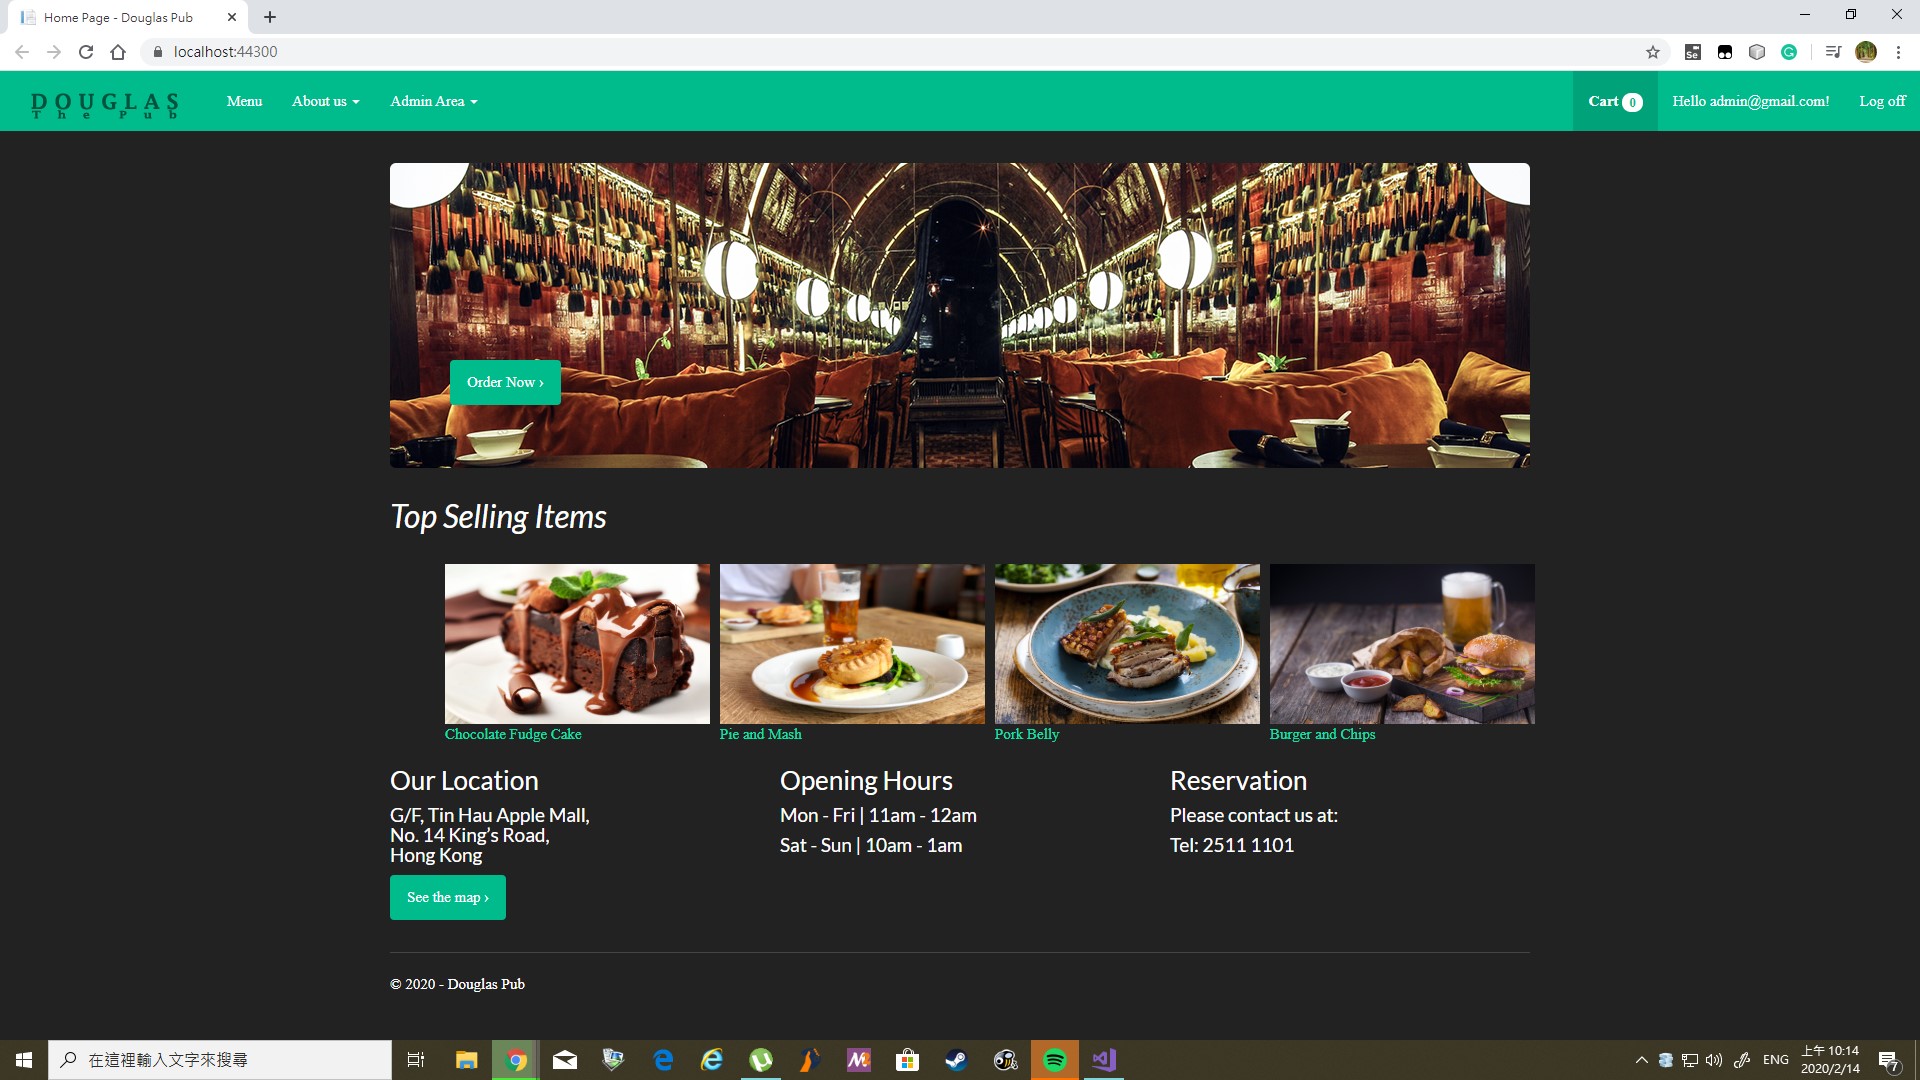 Home Page - Douglas Pub
localhost:44300
DOUGLAS
The Pub
Menu
About us
Admin Area
Cart 0
Hello admin@gmail.com!
Log off
Order Now ›
Top Selling Items
Chocolate Fudge Cake
Pie and Mash
Pork Belly
Burger and Chips
Our Location
G/F, Tin Hau Apple Mall,
No. 14 King’s Road,
Hong Kong
See the map ›
Opening Hours
Mon - Fri | 11am - 12am
Sat - Sun | 10am - 1am
Reservation
Please contact us at:
Tel: 2511 1101
© 2020 - Douglas Pub
在這裡輸入文字來搜尋
ENG
上午 10:14
2020/2/14
7